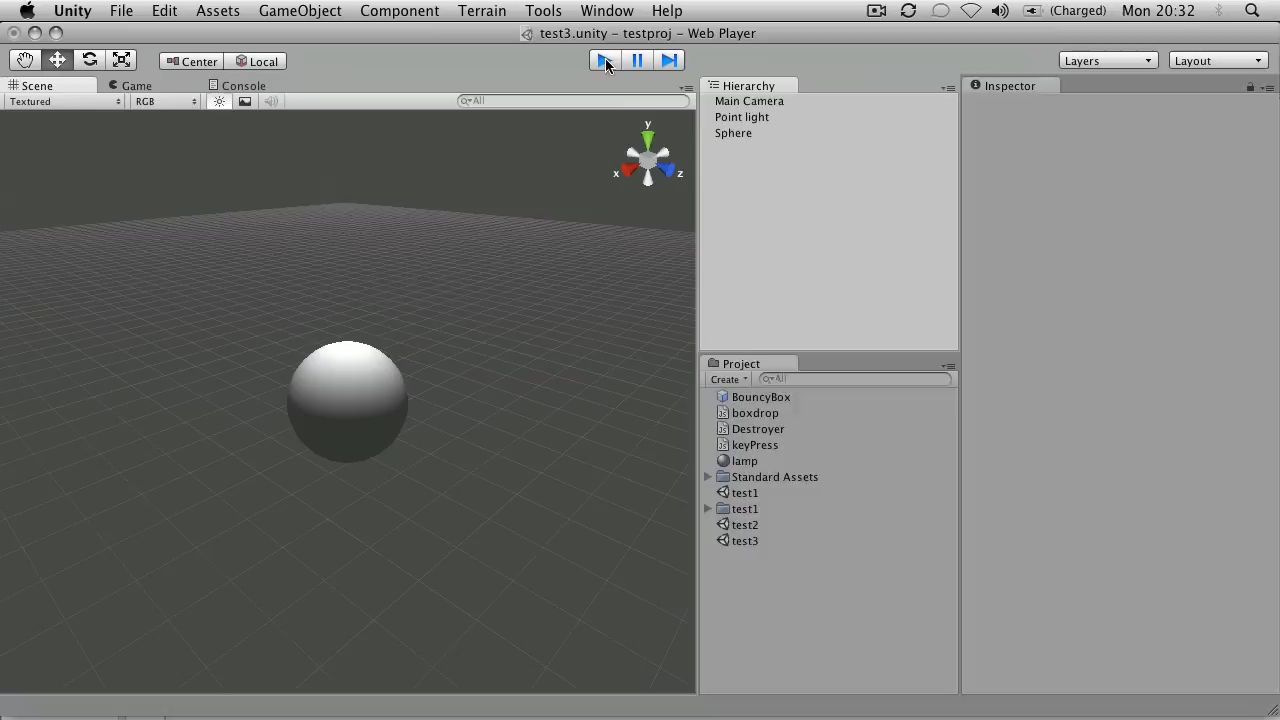 Unity File Edit Assets GameObject Component Terrain Tools Window Help (Charged) Mon 20:32
test3.unity – testproj – Web Player
Center Local Layers Layout
Scene Game Console Hierarchy Inspector
Textured RGB All
Main Camera
Point light
Sphere
y
x z
Project
Create All
BouncyBox
boxdrop
Destroyer
keyPress
lamp
Standard Assets
test1
test1
test2
test3